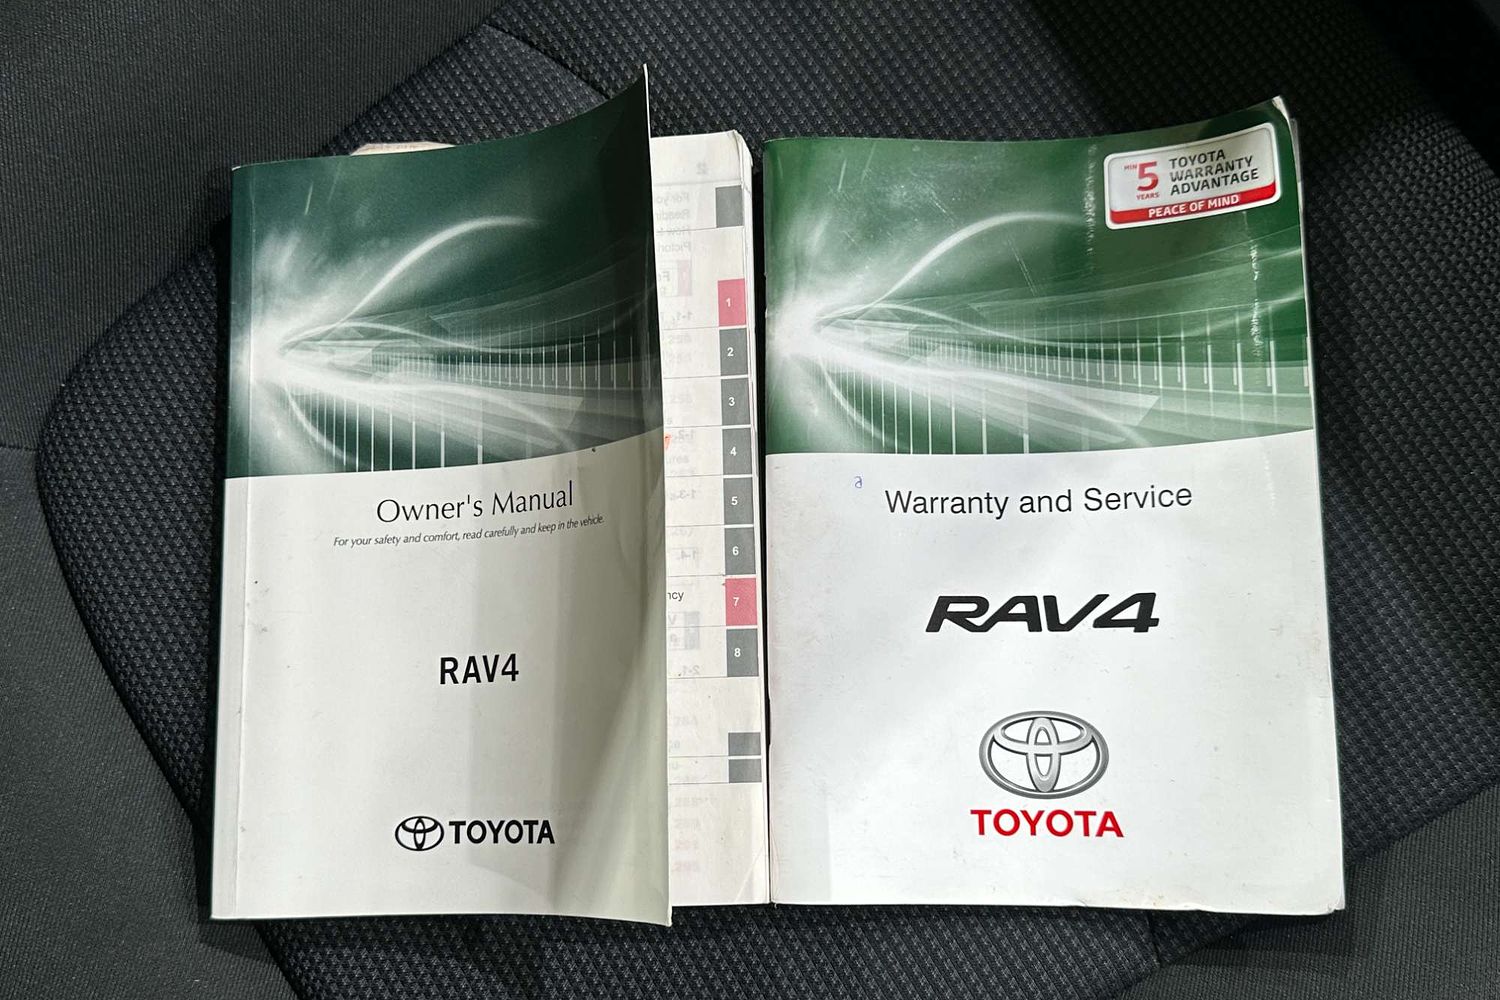 Owner's Manual
For your safety and comfort, read carefully and keep in the vehicle.
RAV4
TOYOTA
1
2
3
4
5
6
7
8
ncy
MIN 5 YEARS
TOYOTA
WARRANTY
ADVANTAGE
PEACE OF MIND
a
Warranty and Service
RAV4
TOYOTA